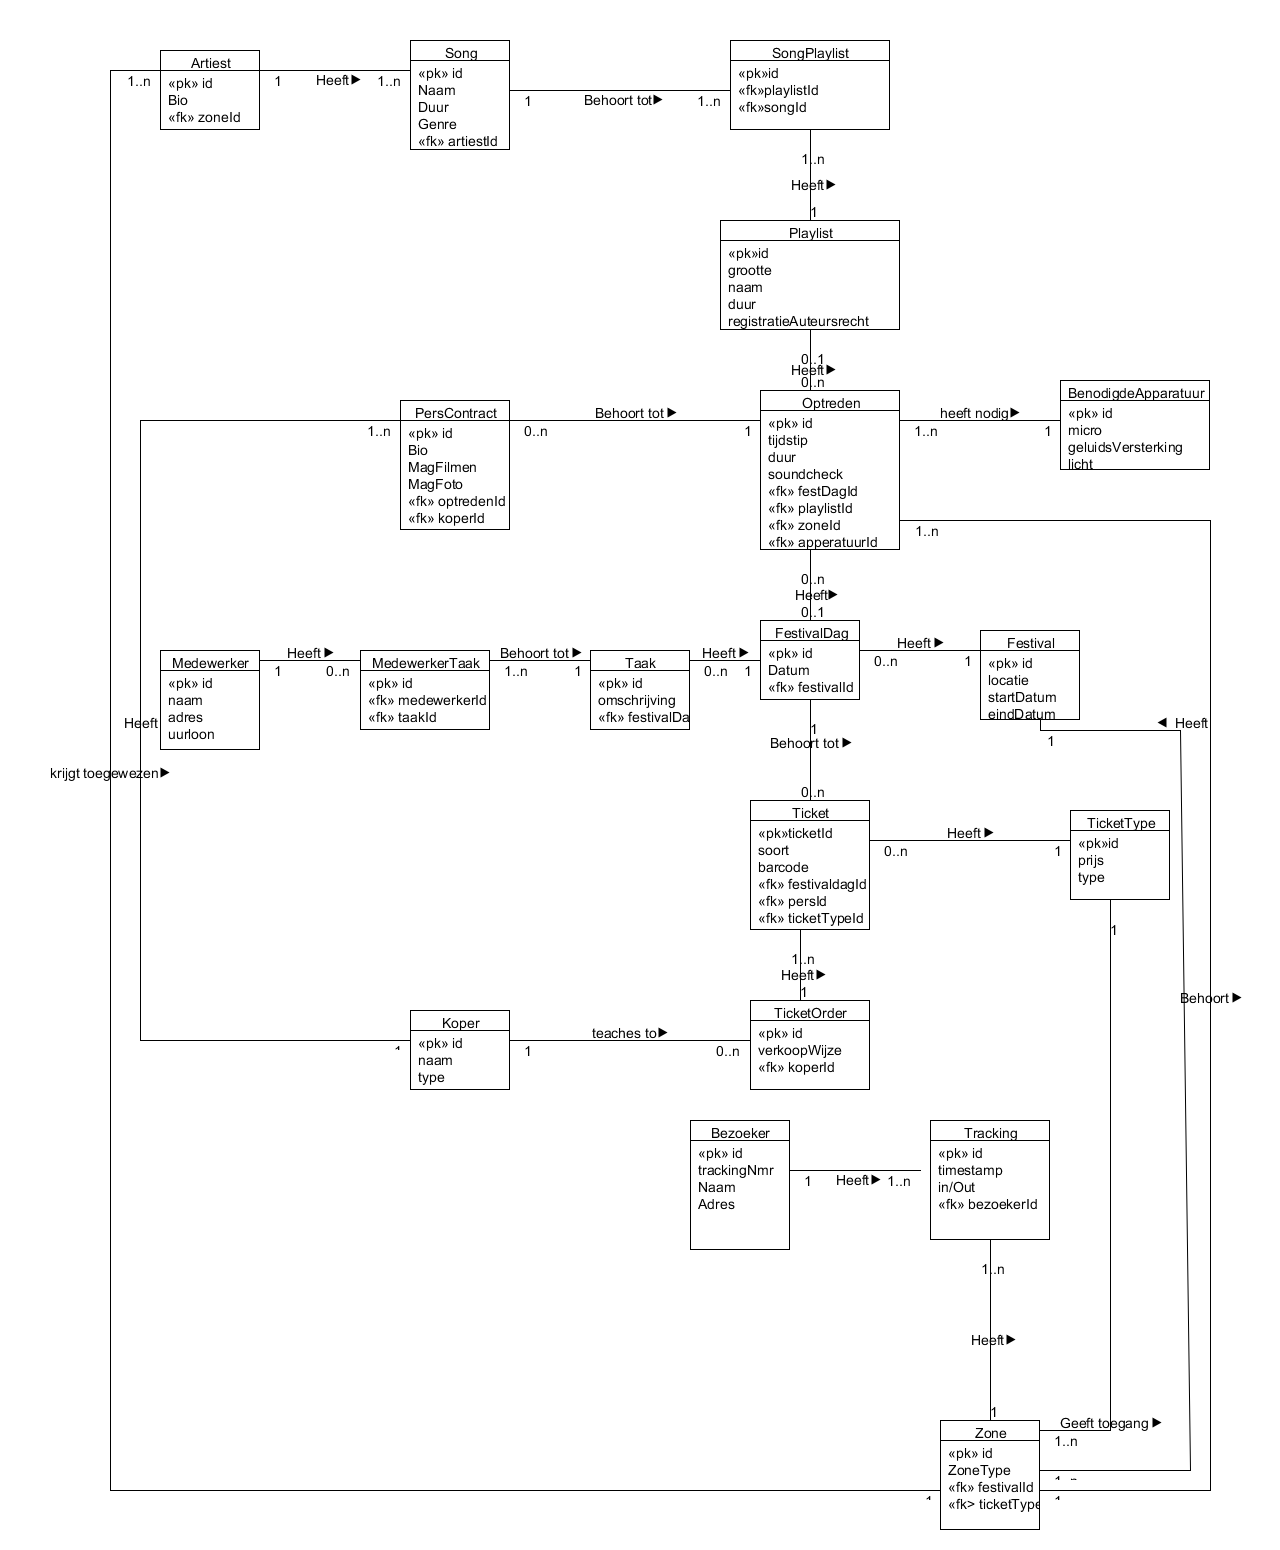 Artiest
«pk» id
Bio
«fk» zoneId
1..n
1
Heeft
1..n
Song
«pk» id
Naam
Duur
Genre
«fk» artiestId
1
Behoort tot
1..n
SongPlaylist
«pk»id
«fk»playlistId
«fk»songId
1..n
Heeft
1
Playlist
«pk»id
grootte
naam
duur
registratieAuteursrecht
0..1
Heeft
0..n
PersContract
«pk» id
Bio
MagFilmen
MagFoto
«fk» optredenId
«fk» koperId
1..n
0..n
Behoort tot
1
Optreden
«pk» id
tijdstip
duur
soundcheck
«fk» festDagId
«fk» playlistId
«fk» zoneId
«fk» apperatuurId
heeft nodig
1..n
1
BenodigdeApparatuur
«pk» id
micro
geluidsVersterking
licht
1..n
0..n
Heeft
0..1
Medewerker
«pk» id
naam
adres
uurloon
Heeft
1
0..n
MedewerkerTaak
«pk» id
«fk» medewerkerId
«fk» taakId
Behoort tot
1..n
1
Taak
«pk» id
omschrijving
«fk» festivalDa
Heeft
0..n
1
FestivalDag
«pk» id
Datum
«fk» festivalId
Heeft
0..n
1
Festival
«pk» id
locatie
startDatum
eindDatum
1
Heeft
Heeft
krijgt toegewezen
1
Behoort tot
0..n
Ticket
«pk»ticketId
soort
barcode
«fk» festivaldagId
«fk» persId
«fk» ticketTypeId
Heeft
0..n
1
TicketType
«pk»id
prijs
type
1
Behoort
1..n
Heeft
1
Koper
«pk» id
naam
type
1
1
teaches to
0..n
TicketOrder
«pk» id
verkoopWijze
«fk» koperId
Bezoeker
«pk» id
trackingNmr
Naam
Adres
1
Heeft
1..n
Tracking
«pk» id
timestamp
in/Out
«fk» bezoekerId
1..n
Heeft
1
Zone
«pk» id
ZoneType
«fk» festivalId
«fk> ticketType
Geeft toegang
1..n
1..n
1
1